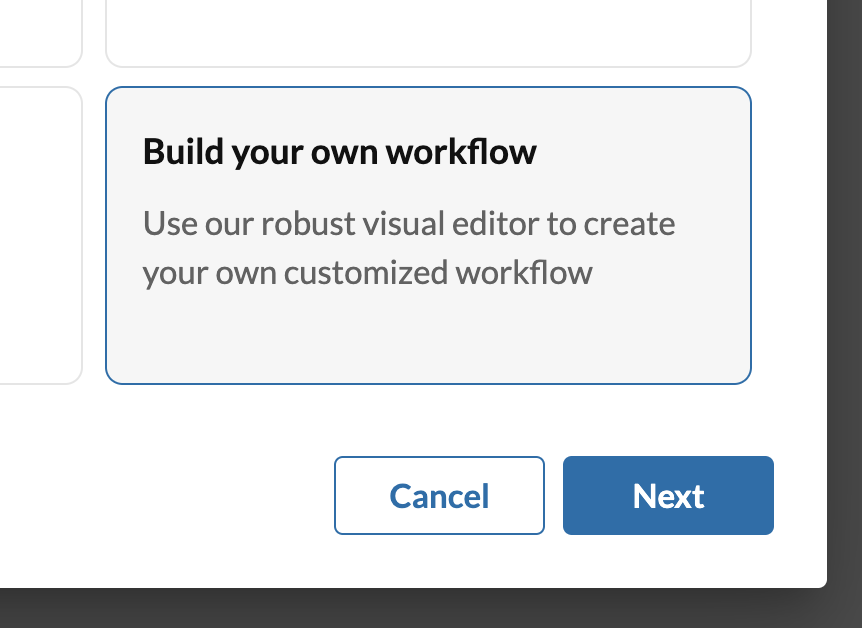 Build your own workflow
Use our robust visual editor to create
your own customized workflow
Cancel
Next